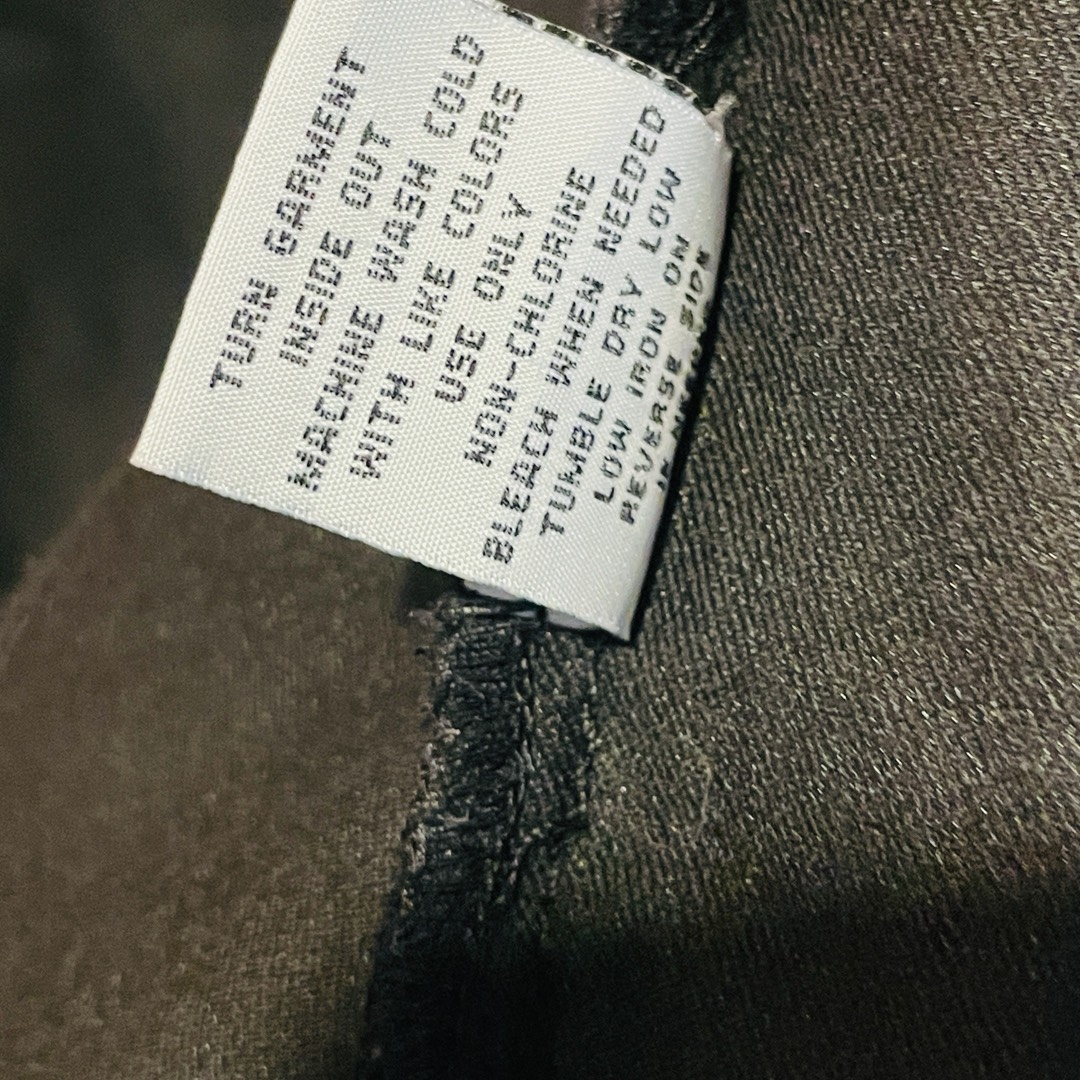 TURN GARMENT
INSIDE OUT
MACHINE WASH COLD
WITH LIKE COLORS
USE ONLY
NON-CHLORINE
BLEACH WHEN NEEDED
TUMBLE DRY LOW
LOW IRON ON
REVERSE SIDE
IF